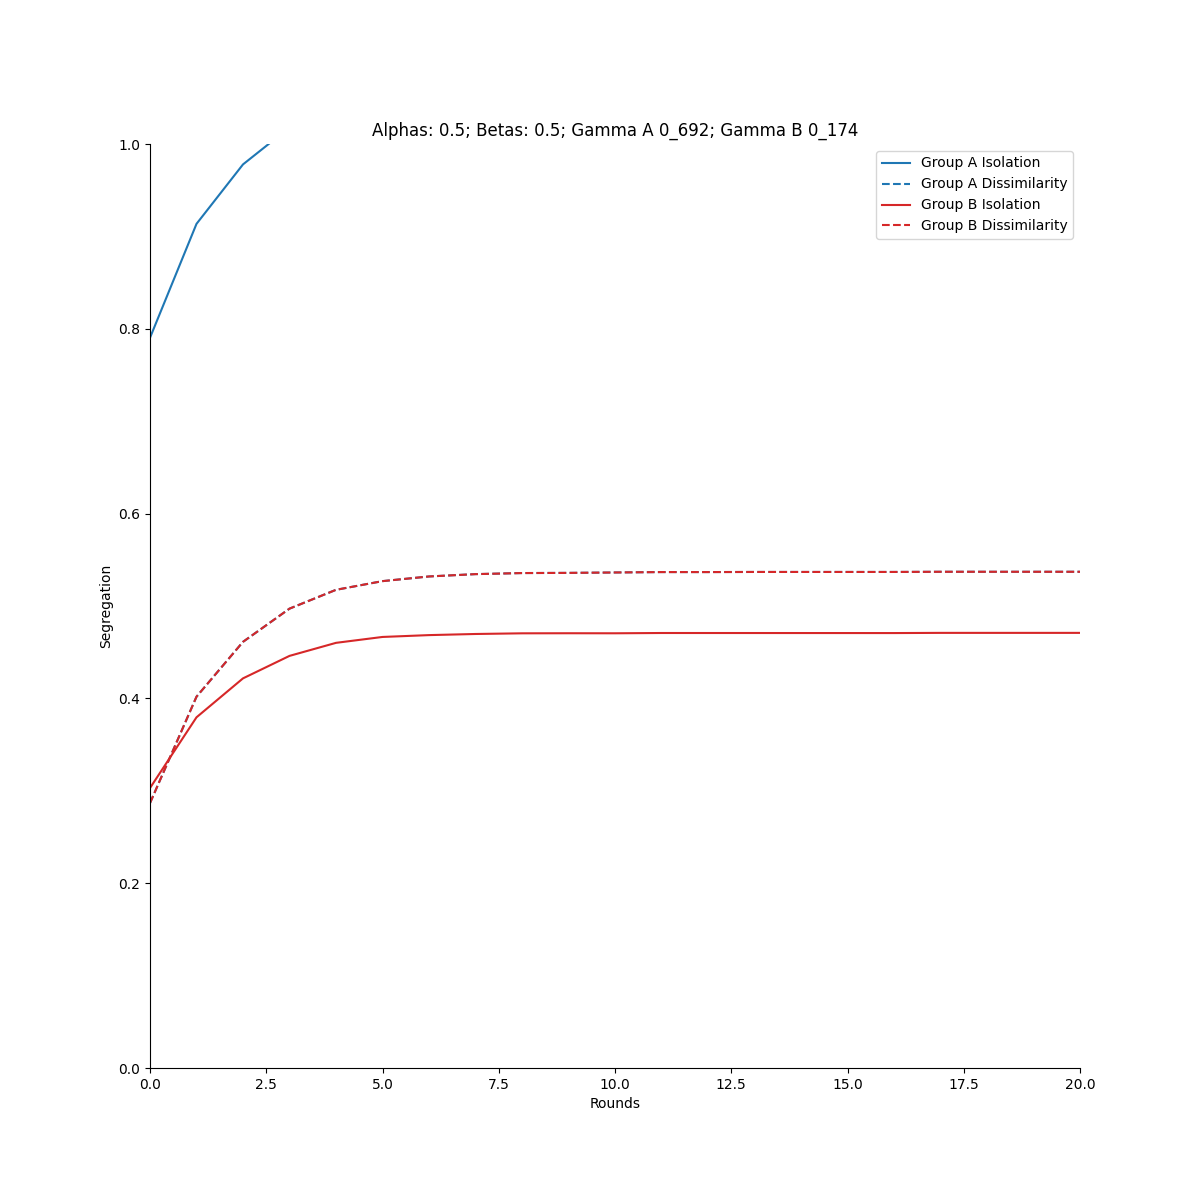 Alphas: 0.5; Betas: 0.5; Gamma A 0_692; Gamma B 0_174
Group A Isolation
Group A Dissimilarity
Group B Isolation
Group B Dissimilarity
1.0
0.8
0.6
0.4
0.2
0.0
Segregation
0.0 2.5 5.0 7.5 10.0 12.5 15.0 17.5 20.0
Rounds